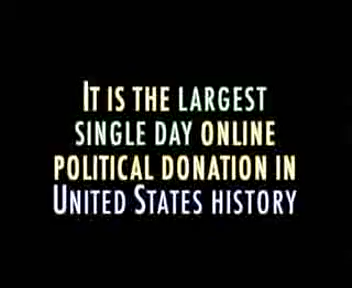 IT IS THE LARGEST
SINGLE DAY ONLINE
POLITICAL DONATION IN
UNITED STATES HISTORY